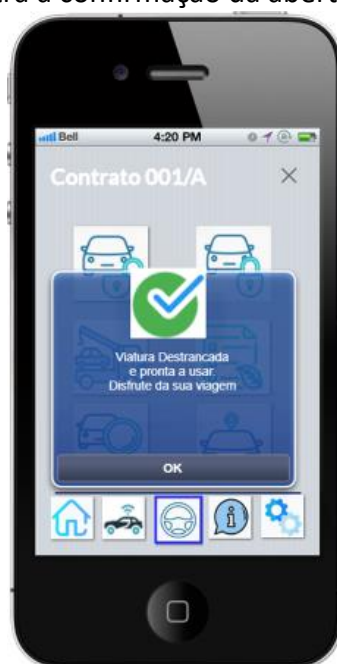 ra a confirmação da abert
Bell 4:20 PM
Contrato 001/A
Viatura Destrancada
e pronta a usar.
Disfrute da sua viagem
OK